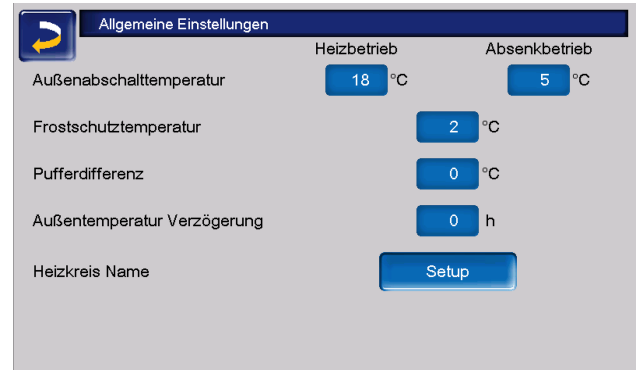 Allgemeine Einstellungen
Heizbetrieb Absenkbetrieb
Außenabschalttemperatur 18 °C 5 °C
Frostschutztemperatur 2 °C
Pufferdifferenz 0 °C
Außentemperatur Verzögerung 0 h
Heizkreis Name Setup